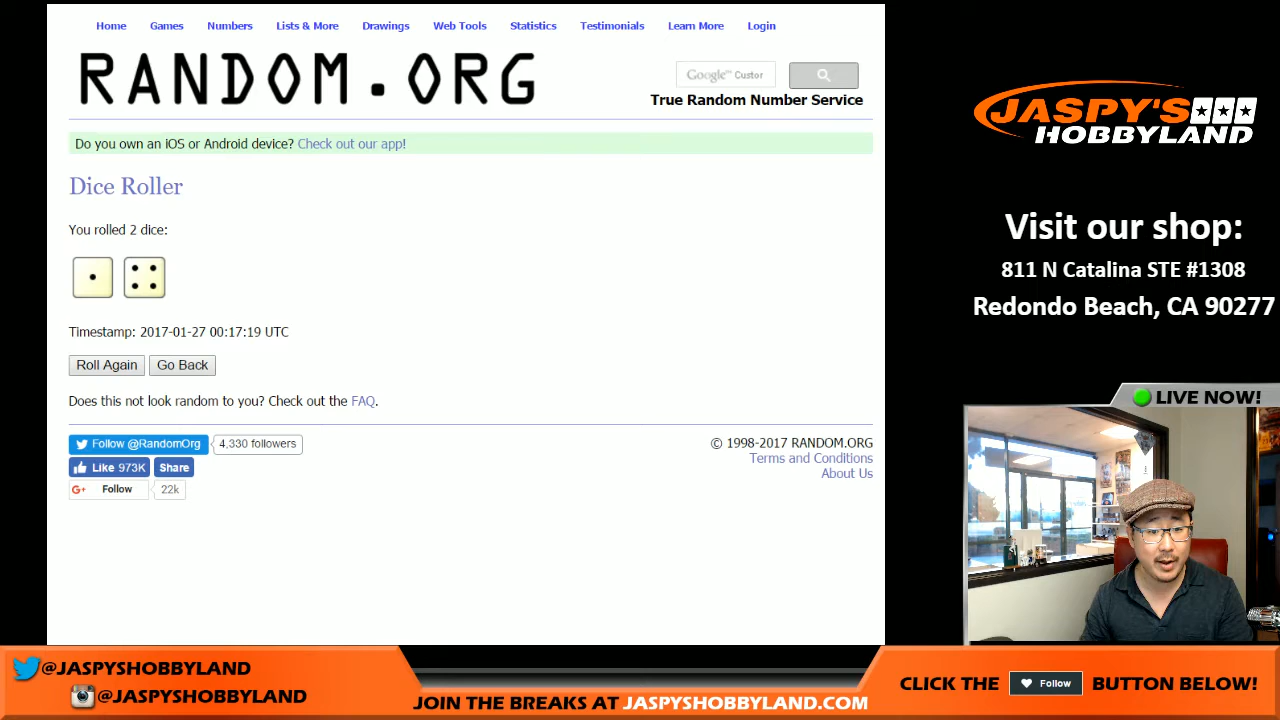 Home Games Numbers Lists & More Drawings Web Tools Statistics Testimonials Learn More Login
RANDOM.ORG
Google™ Custor
True Random Number Service
Do you own an iOS or Android device? Check out our app!
Dice Roller
You rolled 2 dice:
Timestamp: 2017-01-27 00:17:19 UTC
Roll Again Go Back
Does this not look random to you? Check out the FAQ.
Follow @RandomOrg 4,330 followers
Like 973K Share
G+ Follow 22k
© 1998-2017 RANDOM.ORG
Terms and Conditions
About Us
JASPY'S
HOBBYLAND
Visit our shop:
811 N Catalina STE #1308
Redondo Beach, CA 90277
LIVE NOW!
@JASPYSHOBBYLAND
@JASPYSHOBBYLAND
JOIN THE BREAKS AT JASPYSHOBBYLAND.COM
CLICK THE Follow BUTTON BELOW!